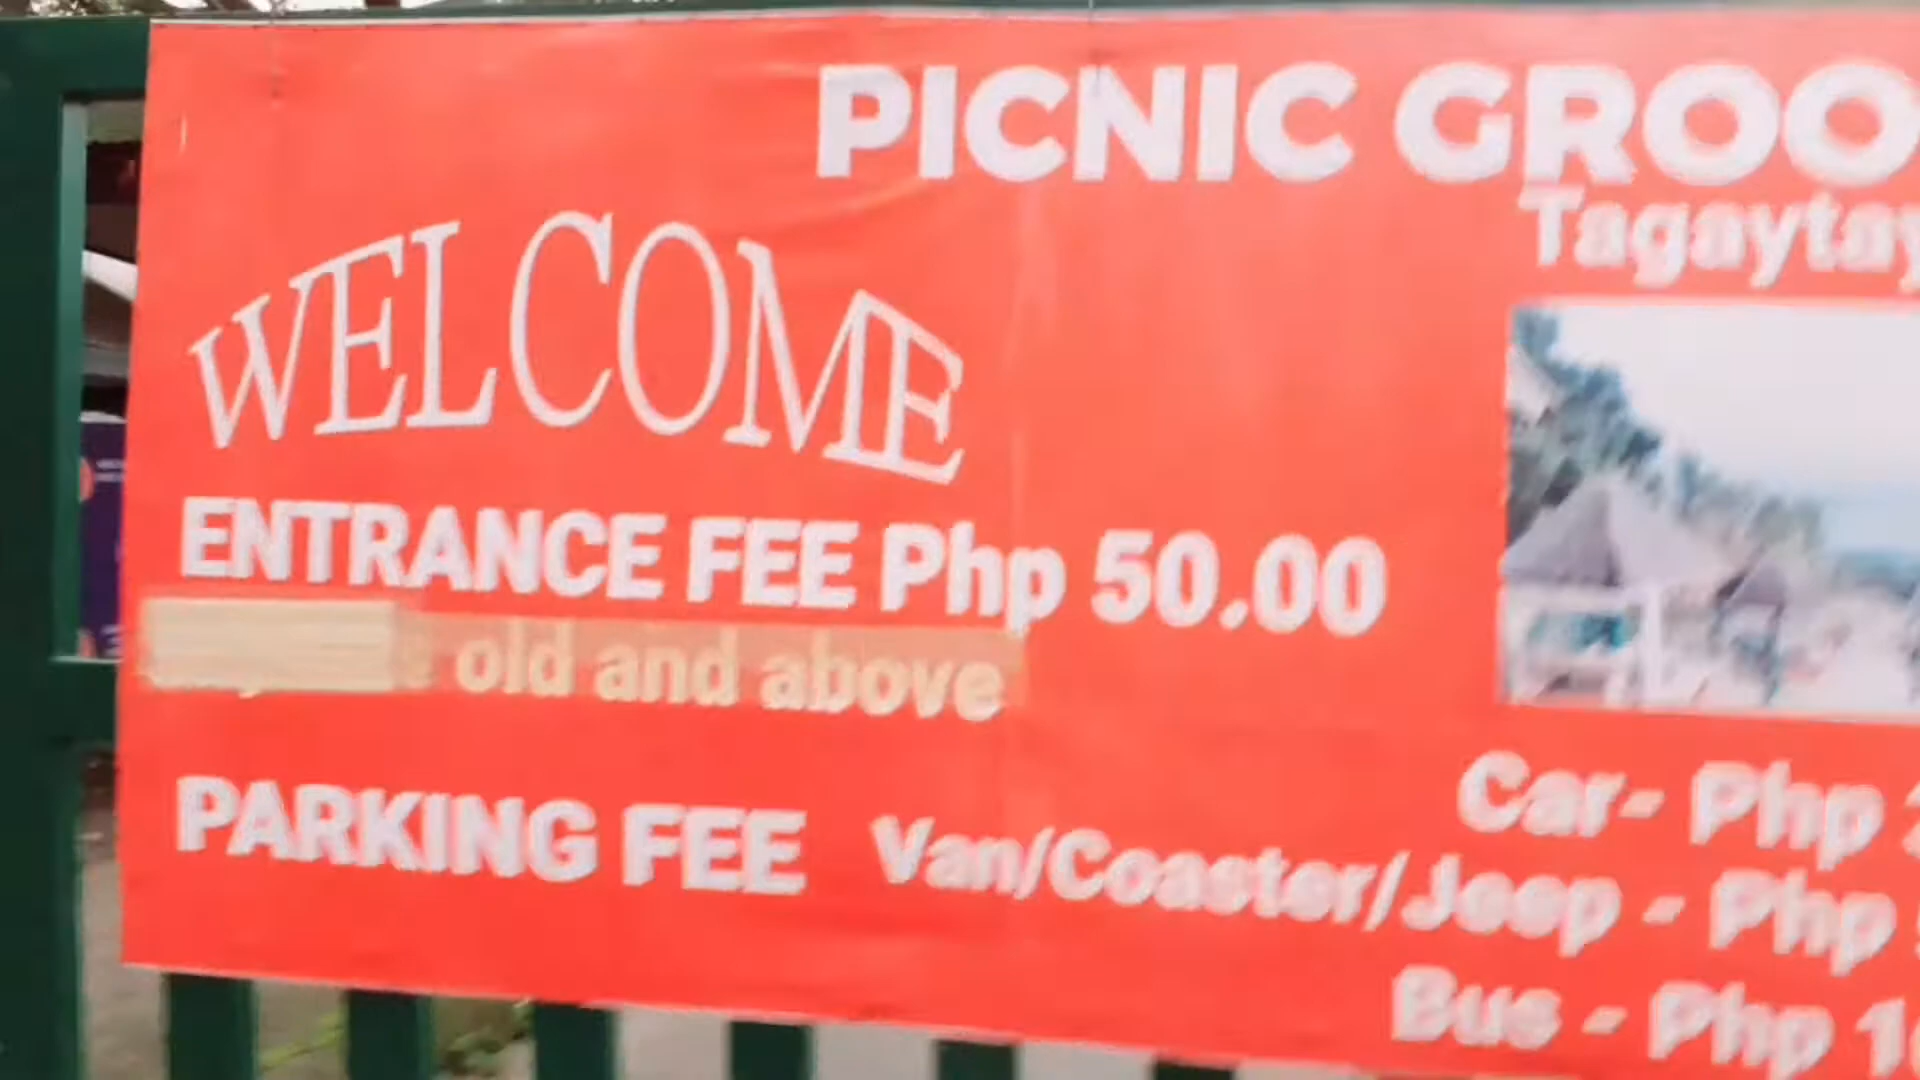 PICNIC GROO
Tagaytay
WELCOME
ENTRANCE FEE Php 50.00
old and above
PARKING FEE
Car- Php
Van/Coaster/Jeep - Php
Bus - Php 1